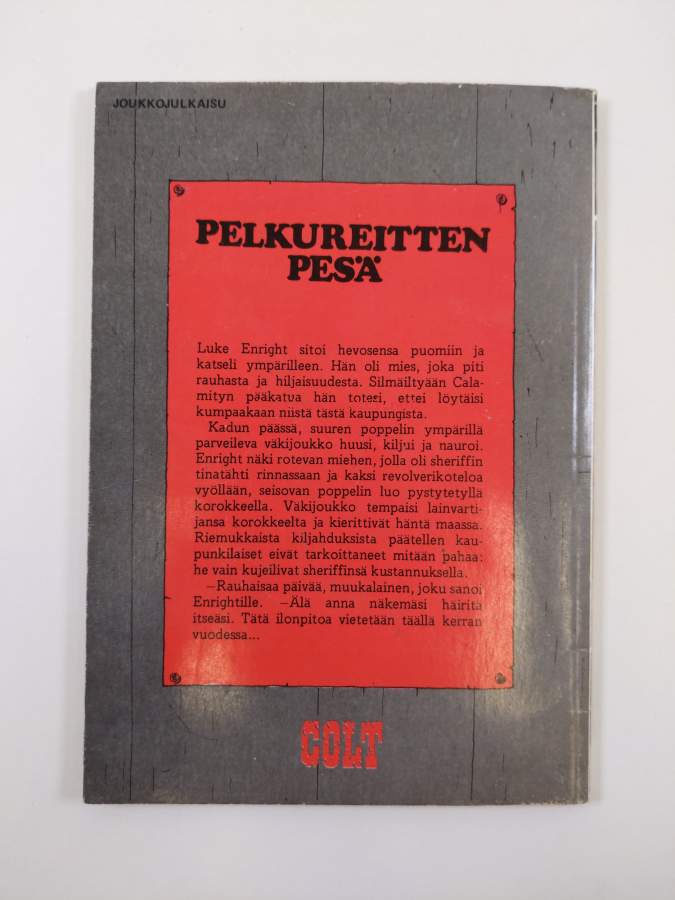 JOUKKOJULKAISU
PELKUREITTEN
PESÄ
Luke Enright sitoi hevosensa puomiin ja
katseli ympärilleen. Hän oli mies, joka piti
rauhasta ja hiljaisuudesta. Silmäiltyään Cala-
mityn pääkatua hän totesi, ettei löytäisi
kumpaakaan niistä tästä kaupungista.
Kadun päässä, suuren poppelin ympärillä
parveileva väkijoukko huusi, kiljui ja nauroi.
Enright näki rotevan miehen, jolla oli sheriffin
tinatähti rinnassaan ja kaksi revolverikoteloa
vyöllään, seisovan poppelin luo pystytetyllä
korokkeella. Väkijoukko tempaisi lainvarti-
jansa korokkeelta ja kierittivät häntä maassa.
Riemukkaista kiljahduksista päätellen kau-
punkilaiset eivät tarkoittaneet mitään pahaa:
he vain kujeilivat sheriffinsä kustannuksella.
—Rauhaisaa päivää, muukalainen, joku sanoi
Enrightille. —Älä anna näkemäsi häiritä
itseäsi. Tätä ilonpitoa vietetään täällä kerran
vuodessa...
COLT